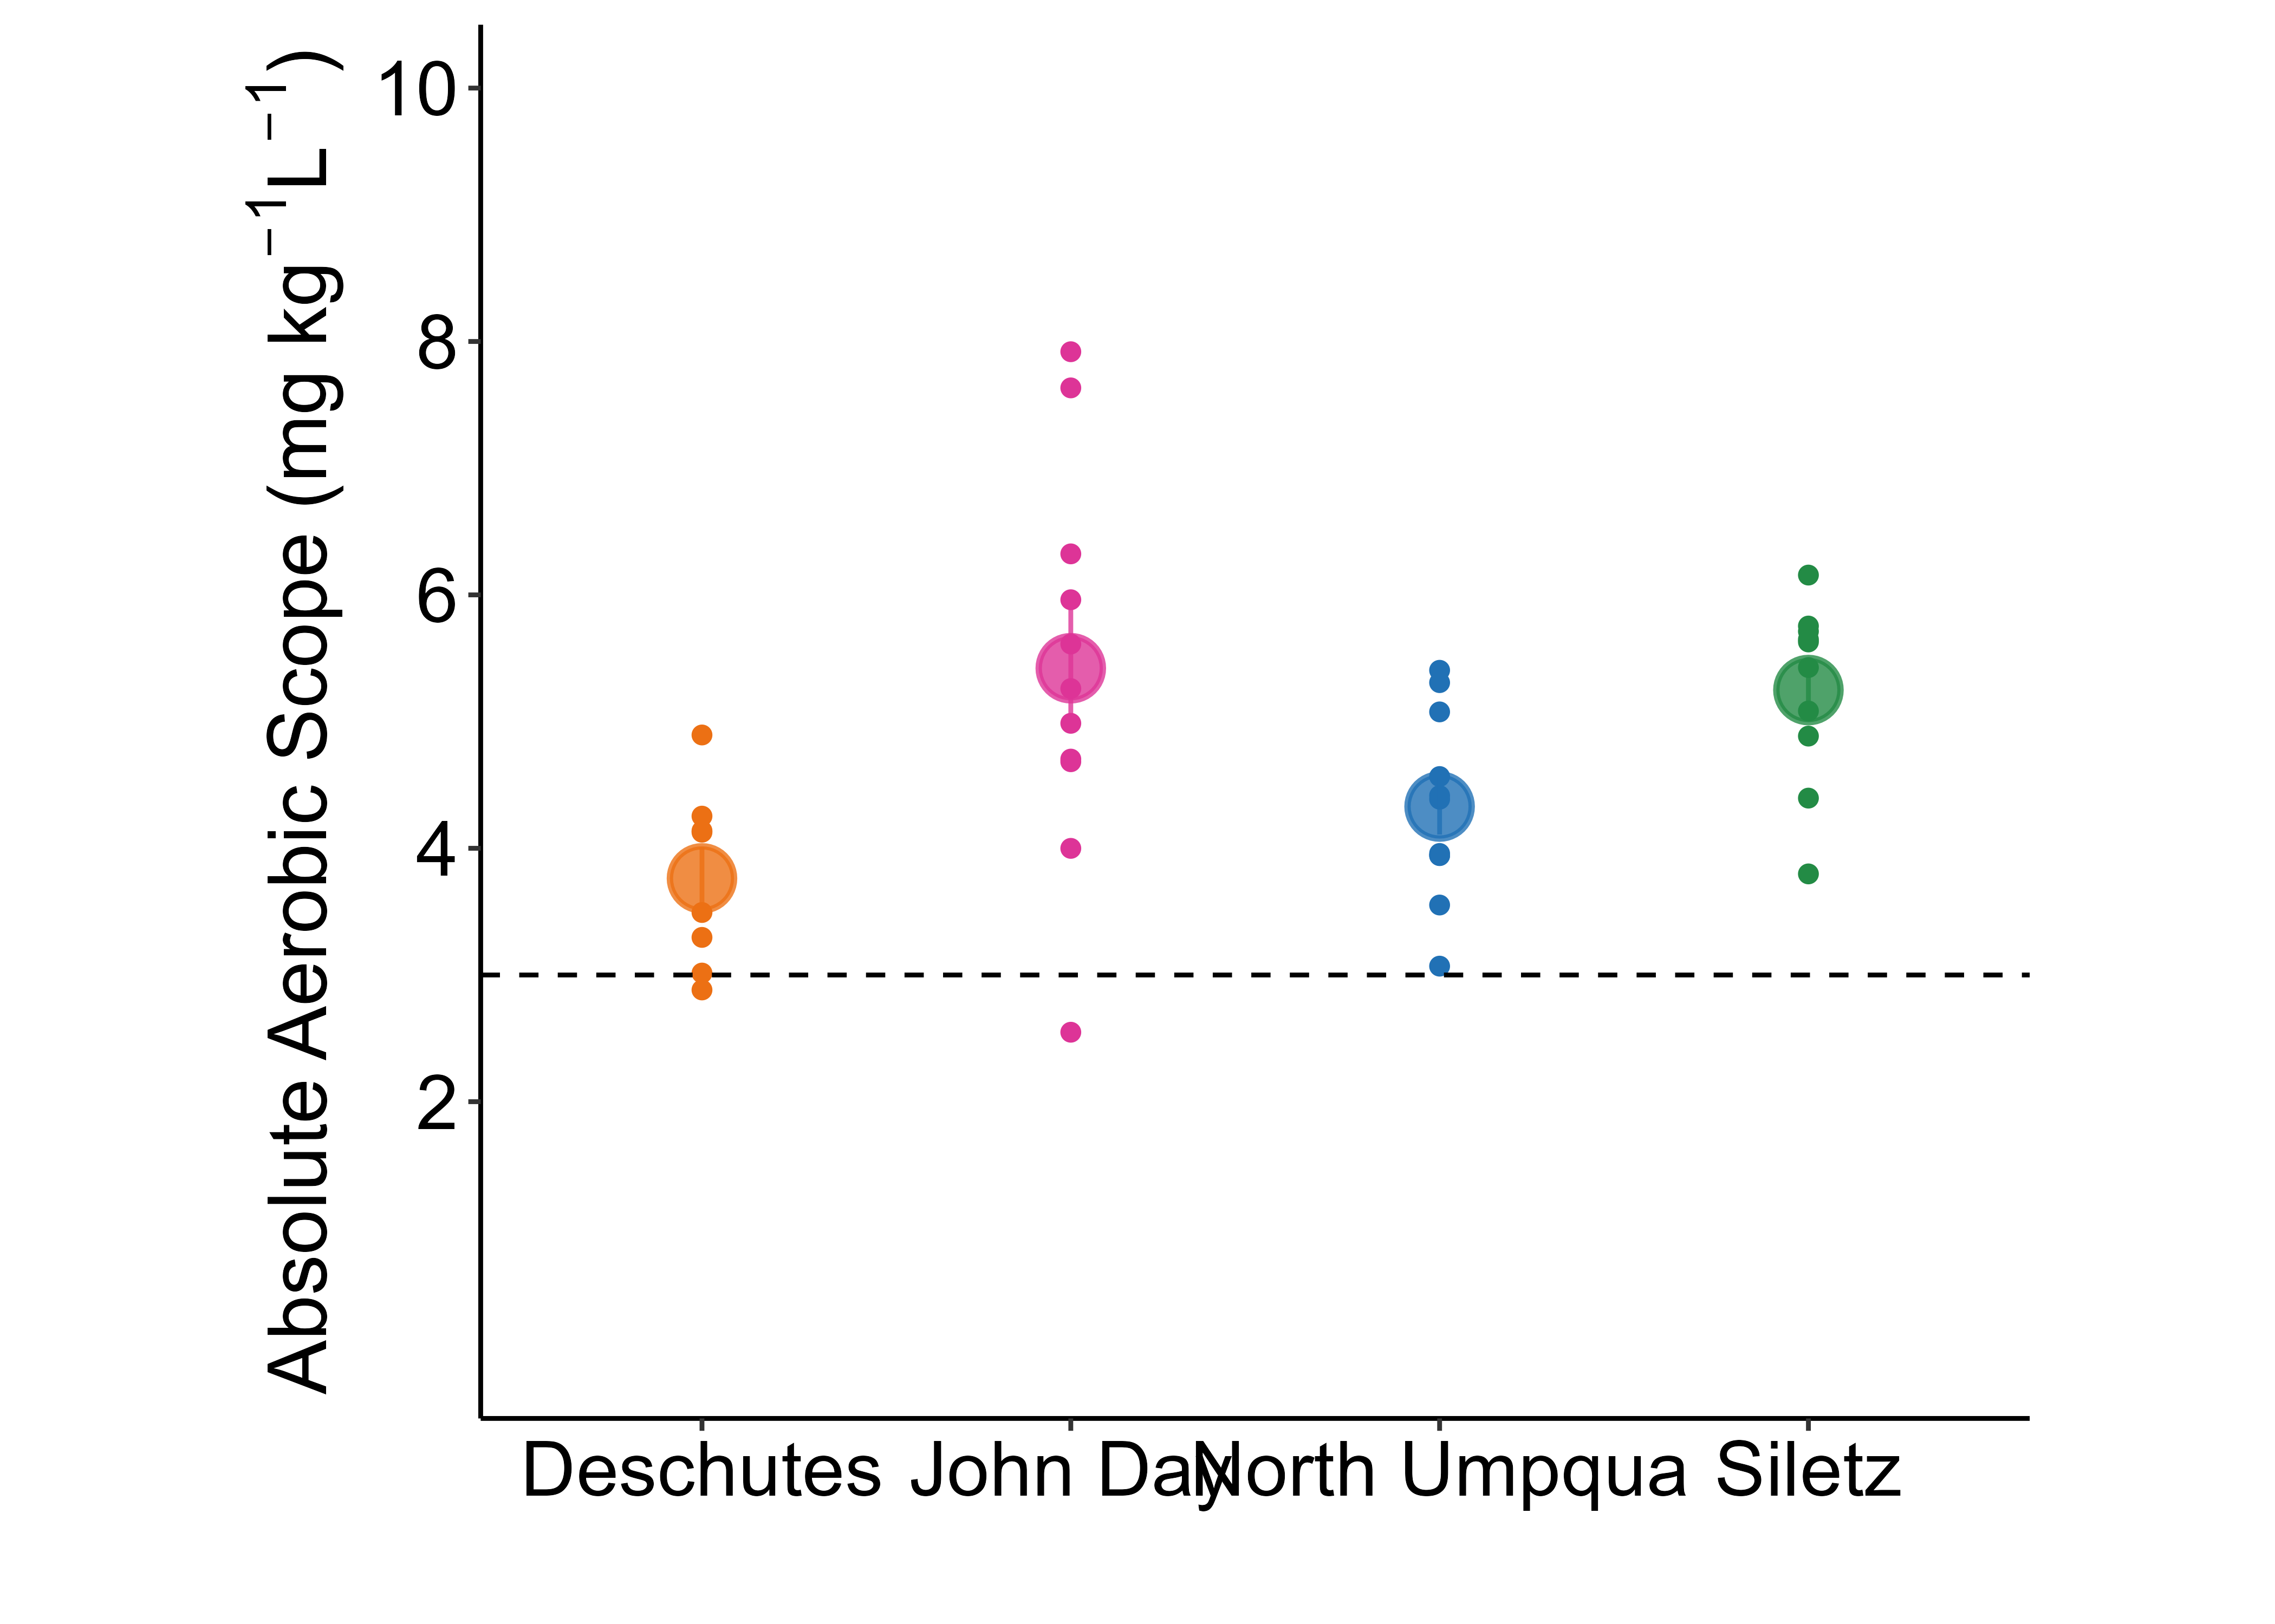 Absolute Aerobic Scope (mg kg⁻¹L⁻¹)
10
8
6
4
2
Deschutes John Day North Umpqua Siletz